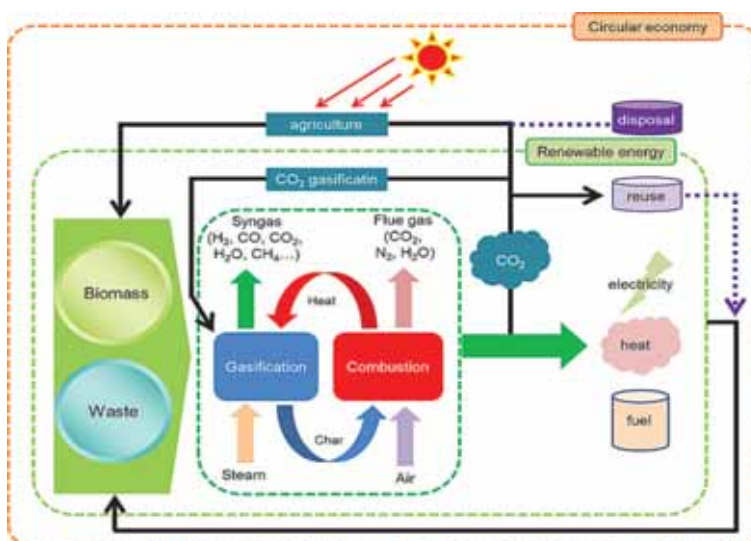 Circular economy
agriculture
disposal
Renewable energy
CO₂ gasificatin
reuse
Syngas
(H₂, CO, CO₂,
H₂O, CH₄...)
Flue gas
(CO₂,
N₂, H₂O)
CO₂
Biomass
Heat
electricity
Gasification
Combustion
heat
Waste
Char
fuel
Steam
Air